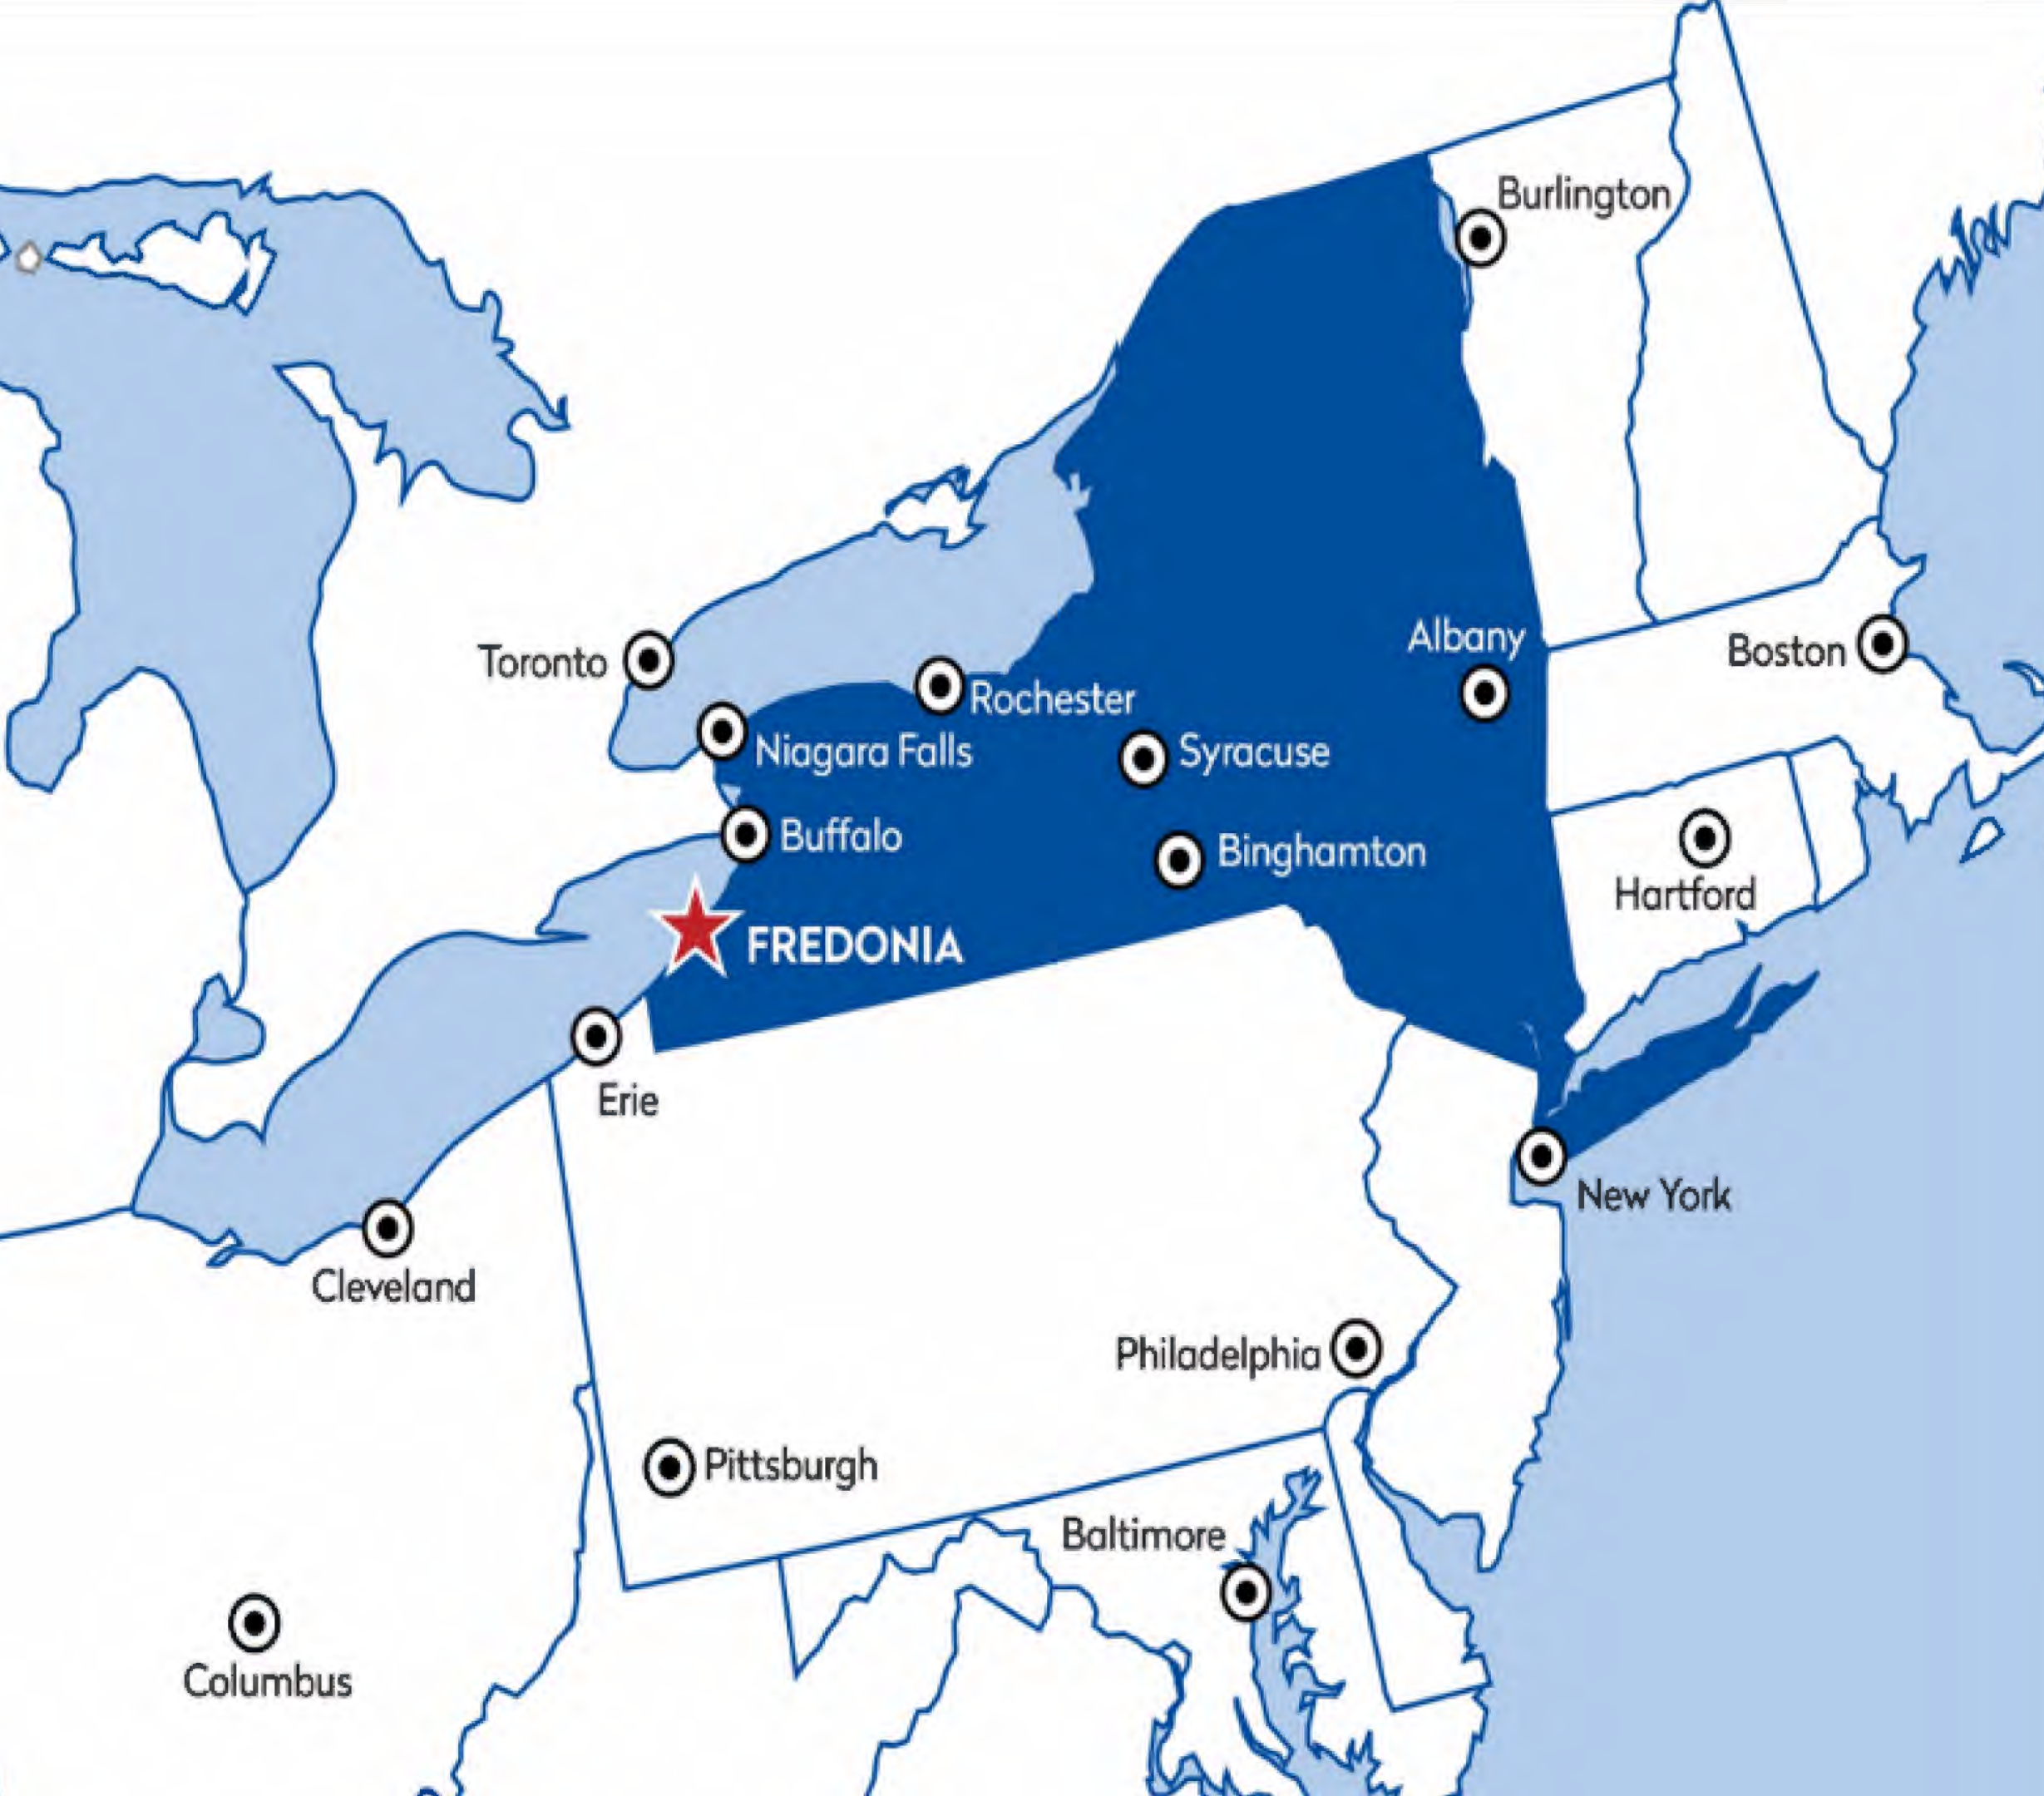 Burlington
Albany
Boston
Toronto
Rochester
Niagara Falls
Syracuse
Buffalo
Binghamton
Hartford
FREDONIA
Erie
New York
Cleveland
Philadelphia
Pittsburgh
Baltimore
Columbus